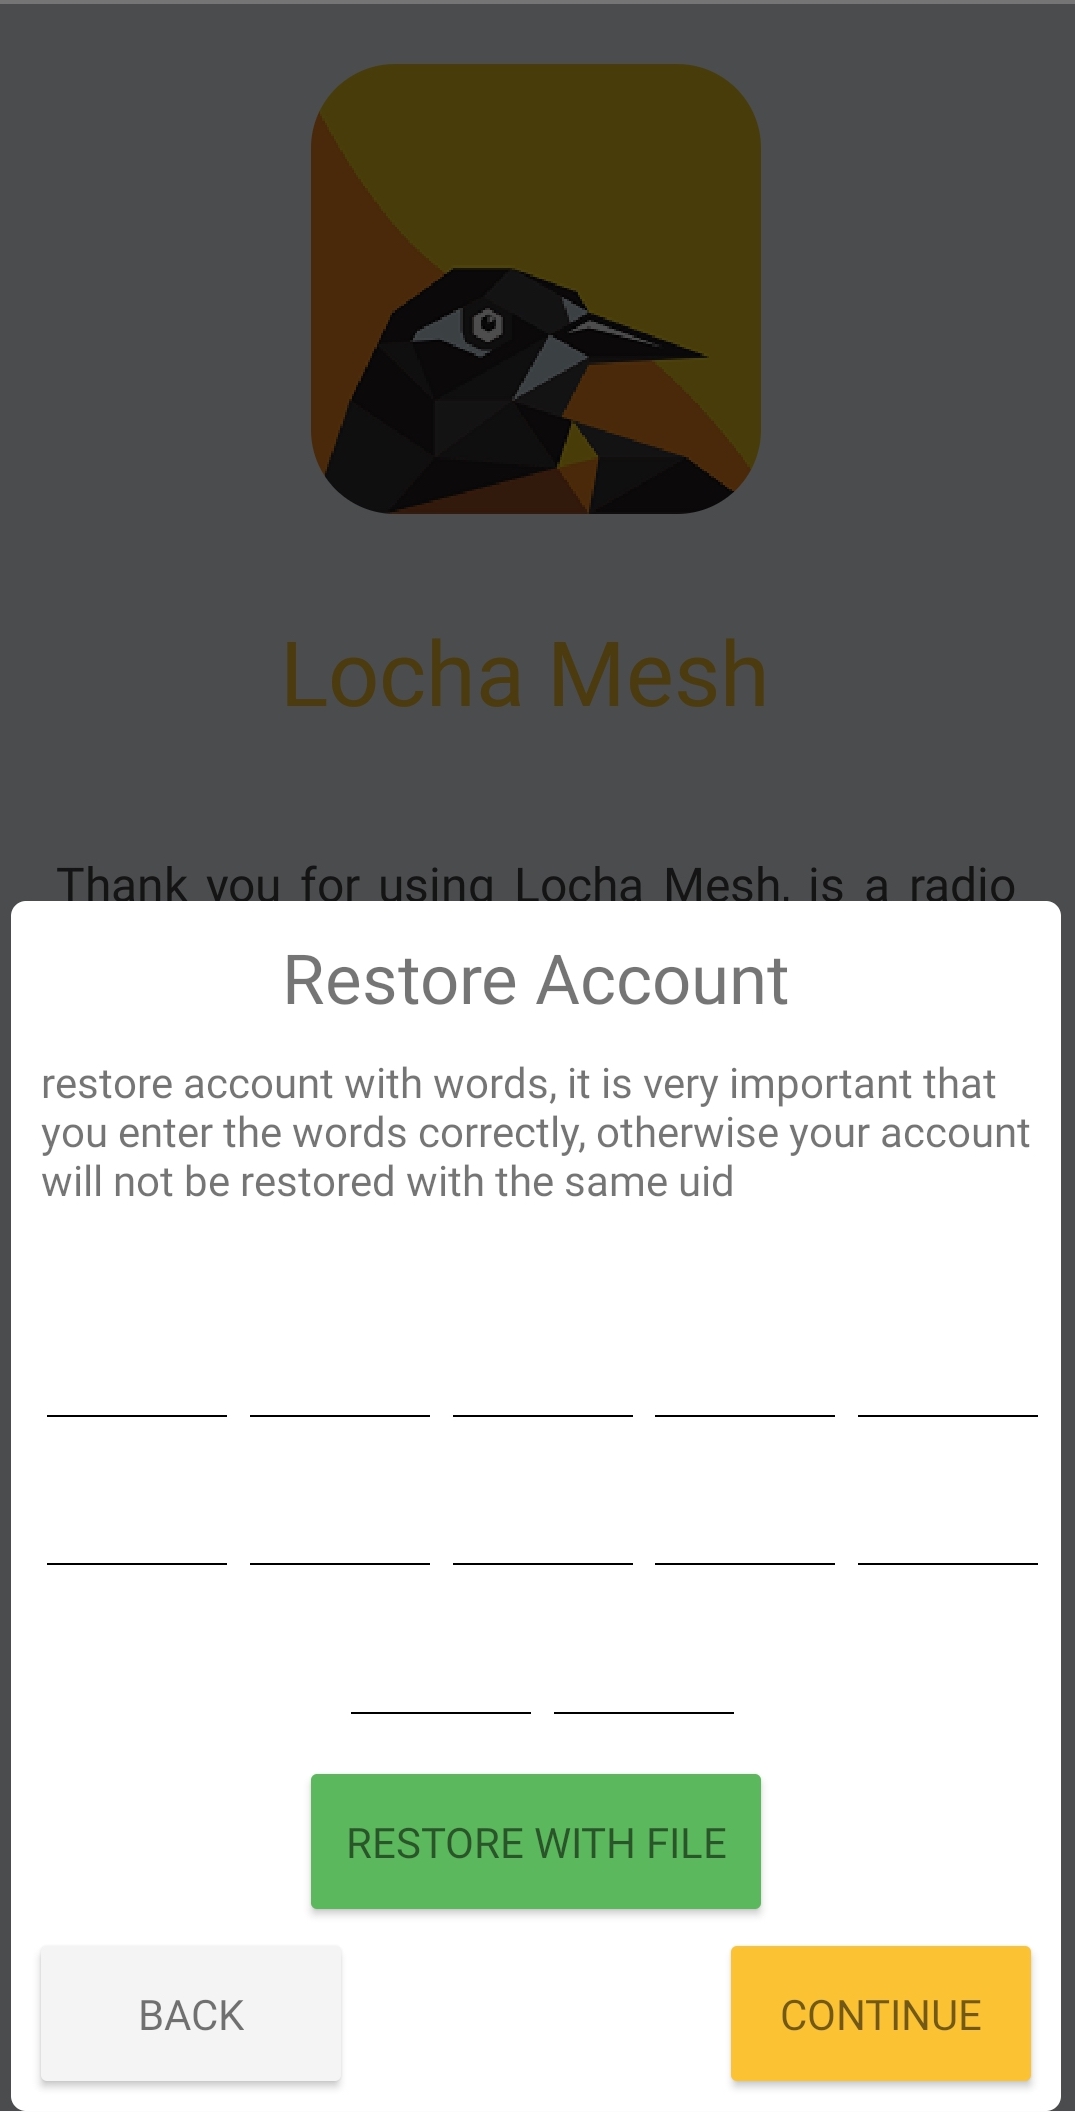 Locha Mesh
Thank you for using Locha Mesh, is a radio
Restore Account
restore account with words, it is very important that
you enter the words correctly, otherwise your account
will not be restored with the same uid
RESTORE WITH FILE
BACK
CONTINUE